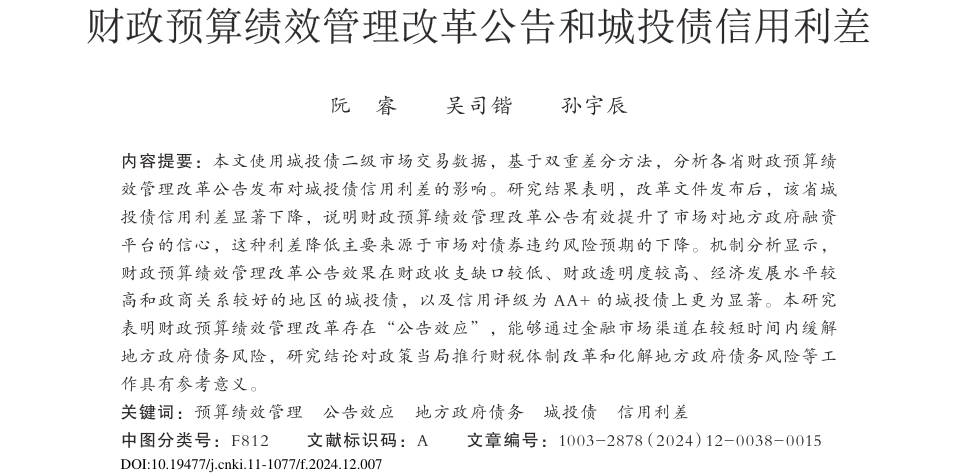 财政预算绩效管理改革公告和城投债信用利差
阮　睿　　吴司锴　　孙宇辰
内容提要：本文使用城投债二级市场交易数据，基于双重差分方法，分析各省财政预算绩
效管理改革公告发布对城投债信用利差的影响。研究结果表明，改革文件发布后，该省城
投债信用利差显著下降，说明财政预算绩效管理改革公告有效提升了市场对地方政府融资
平台的信心，这种利差降低主要来源于市场对债券违约风险预期的下降。机制分析显示，
财政预算绩效管理改革公告效果在财政收支缺口较低、财政透明度较高、经济发展水平较
高和政商关系较好的地区的城投债，以及信用评级为 AA+ 的城投债上更为显著。本研究
表明财政预算绩效管理改革存在“公告效应”，能够通过金融市场渠道在较短时间内缓解
地方政府债务风险，研究结论对政策当局推行财税体制改革和化解地方政府债务风险等工
作具有参考意义。
关键词：预算绩效管理　公告效应　地方政府债务　城投债　信用利差
中图分类号：F812　　文献标识码：A　　文章编号：1003-2878(2024)12-0038-0015
DOI:10.19477/j.cnki.11-1077/f.2024.12.007